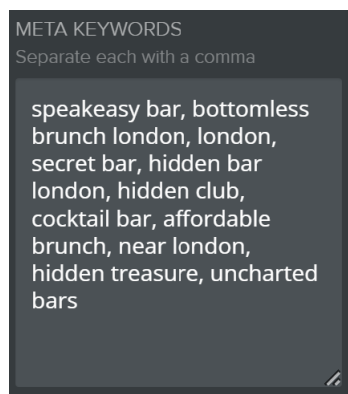 META KEYWORDS
Separate each with a comma
speakeasy bar, bottomless
brunch london, london,
secret bar, hidden bar
london, hidden club,
cocktail bar, affordable
brunch, near london,
hidden treasure, uncharted
bars